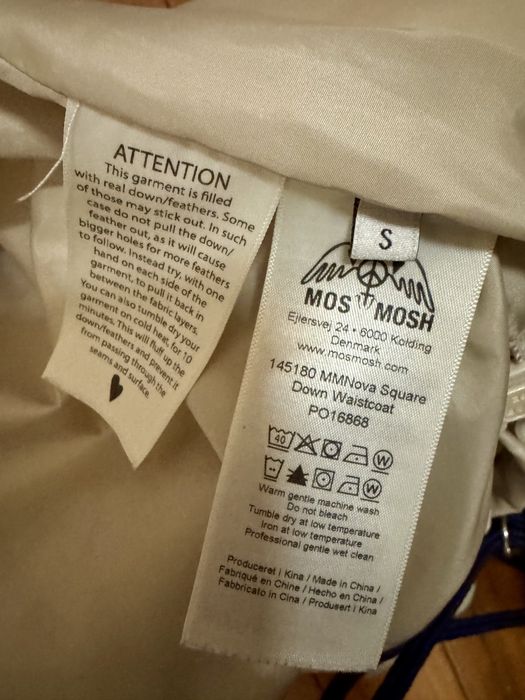 ATTENTION
This garment is filled
with real down/feathers. Some
of those may stick out. In such
case do not pull the down/
feather out, as it will cause
bigger holes for more feathers
to follow. Instead try, with one
hand on each side of the
garment, to pull it back in
between the fabric layers.
You can also tumble dry your
garment on cold heat, for 10
minutes. This will fluff up the
down/feathers and prevent it
from passing through the
seams and surface.
S
MOS MOSH
Ejlersvej 24 • 6000 Kolding
Denmark
www.mosmosh.com
145180 MMNova Square
Down Waistcoat
PO16868
40 W
W
Warm gentle machine wash
Do not bleach
Tumble dry at low temperature
Iron at low temperature
Professional gentle wet clean
Produceret i Kina / Made in China /
Fabriqué en Chine / Hecho en China /
Fabbricato in Cina / Produsert i Kina